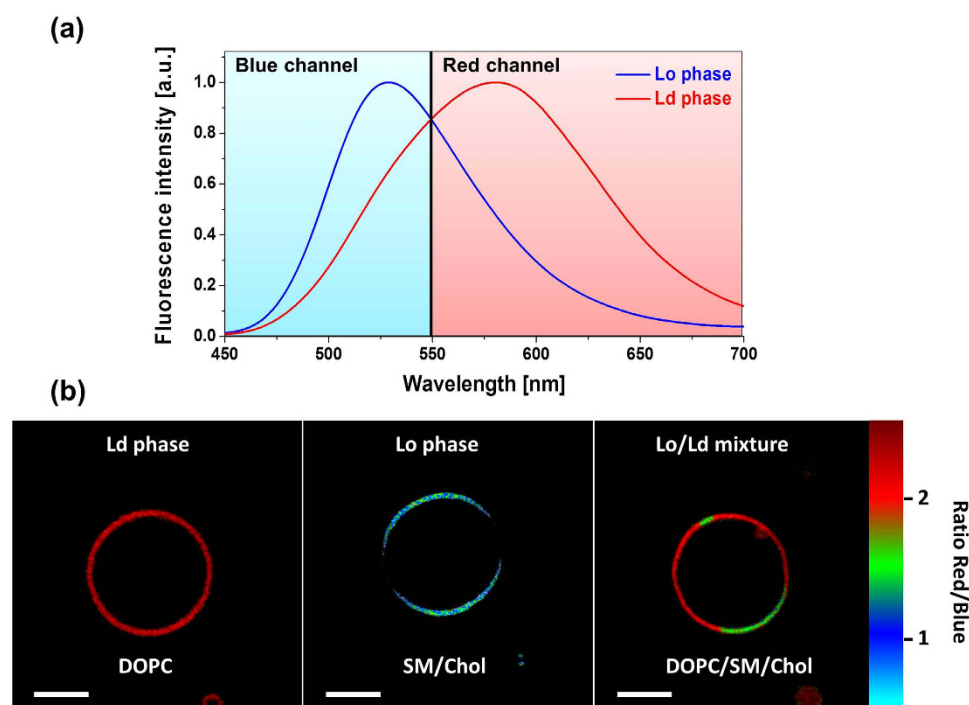 (a)
Blue channel
Red channel
Lo phase
Ld phase
Fluorescence intensity [a.u.]
1.0
0.8
0.6
0.4
0.2
0.0
450
500
550
600
650
700
Wavelength [nm]
(b)
Ld phase
Lo phase
Lo/Ld mixture
DOPC
SM/Chol
DOPC/SM/Chol
2
1
Ratio Red/Blue